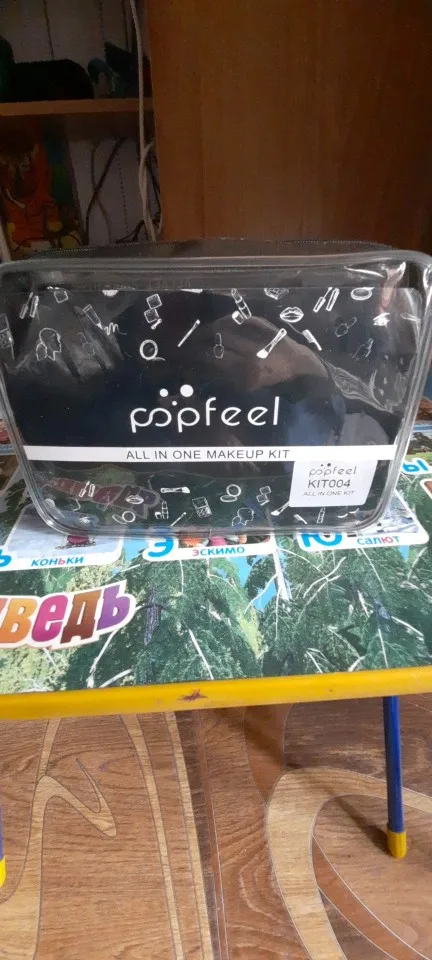 popfeel
ALL IN ONE MAKEUP KIT
popfeel
KIT004
ALL IN ONE KIT
КОНЬКИ
Э
ЭСКИМО
Ю
САЛЮТ
ВЕДЬ